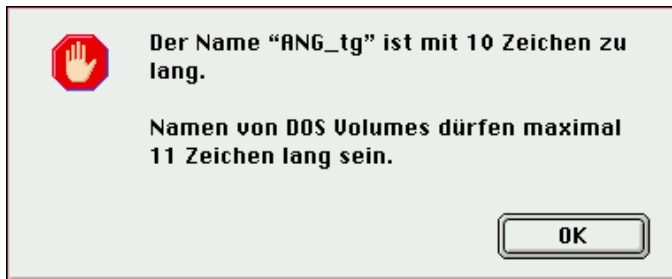 Der Name “ANG_tg” ist mit 10 Zeichen zu
lang.
Namen von DOS Volumes dürfen maximal
11 Zeichen lang sein.
OK